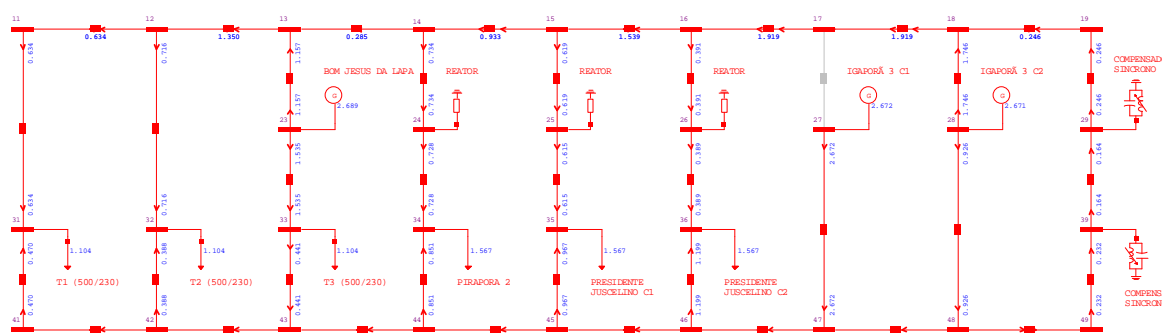 11 12 13 14 15 16 17 18 19
0.634 1.350 0.285 0.933 1.539 1.919 1.919 0.246
0.634 0.716 1.157 0.734 0.619 0.391 1.746 0.246
BOM JESUS DA LAPA REATOR REATOR REATOR IGAPORÃ 3 C1 IGAPORÃ 3 C2
SINCRONO
G 2.689 G 2.672 G 2.671
1.157 0.734 0.619 0.391 1.746 0.246
23 24 25 26 27 28 29
1.535 0.728 0.615 0.389 2.672 0.926 0.164
0.634 0.716 1.535 0.728 0.615 0.389 0.164
31 32 33 34 35 36 39
1.104 1.104 1.104 1.567 1.567 1.567
0.470 0.388 0.441 0.851 0.967 1.199 0.232
T1 (500/230) T2 (500/230) T3 (500/230) PIRAPORA 2 PRESIDENTE PRESIDENTE
JUSCELINO C1 JUSCELINO C2
0.470 0.388 0.441 0.851 0.967 1.199 2.672 0.926 0.232
41 42 43 44 45 46 47 48 49